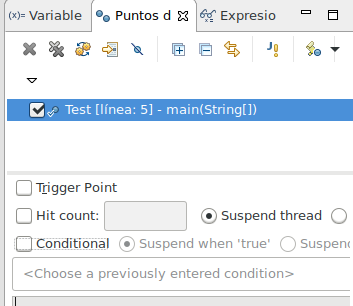 (x)= Variable Puntos d Expresio
Test [línea: 5] - main(String[])
Trigger Point
Hit count: Suspend thread
Conditional Suspend when 'true' Suspend
<Choose a previously entered condition>